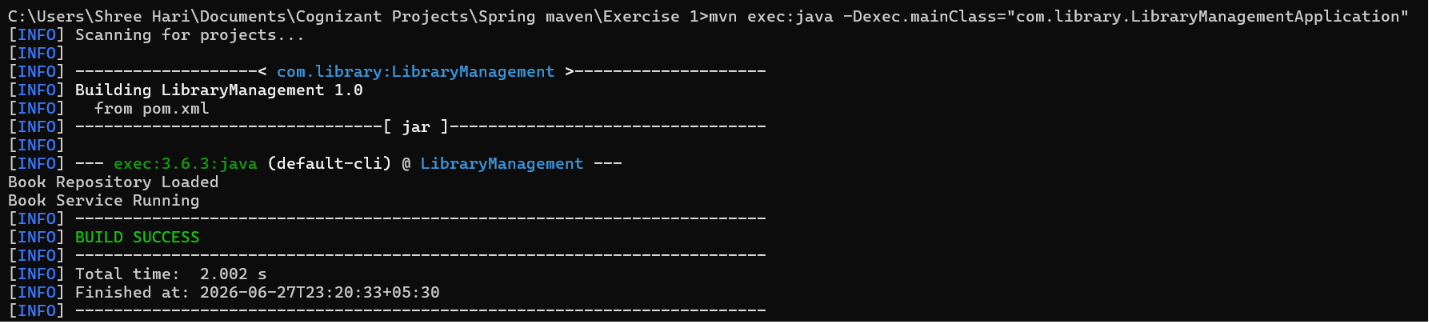 C:\Users\Shree Hari\Documents\Cognizant Projects\Spring maven\Exercise 1>mvn exec:java -Dexec.mainClass="com.library.LibraryManagementApplication"
[INFO] Scanning for projects...
[INFO]
[INFO] -------------------< com.library:LibraryManagement >--------------------
[INFO] Building LibraryManagement 1.0
[INFO]   from pom.xml
[INFO] --------------------------------[ jar ]---------------------------------
[INFO]
[INFO] --- exec:3.6.3:java (default-cli) @ LibraryManagement ---
Book Repository Loaded
Book Service Running
[INFO] ------------------------------------------------------------------------
[INFO] BUILD SUCCESS
[INFO] ------------------------------------------------------------------------
[INFO] Total time:  2.002 s
[INFO] Finished at: 2026-06-27T23:20:33+05:30
[INFO] ------------------------------------------------------------------------